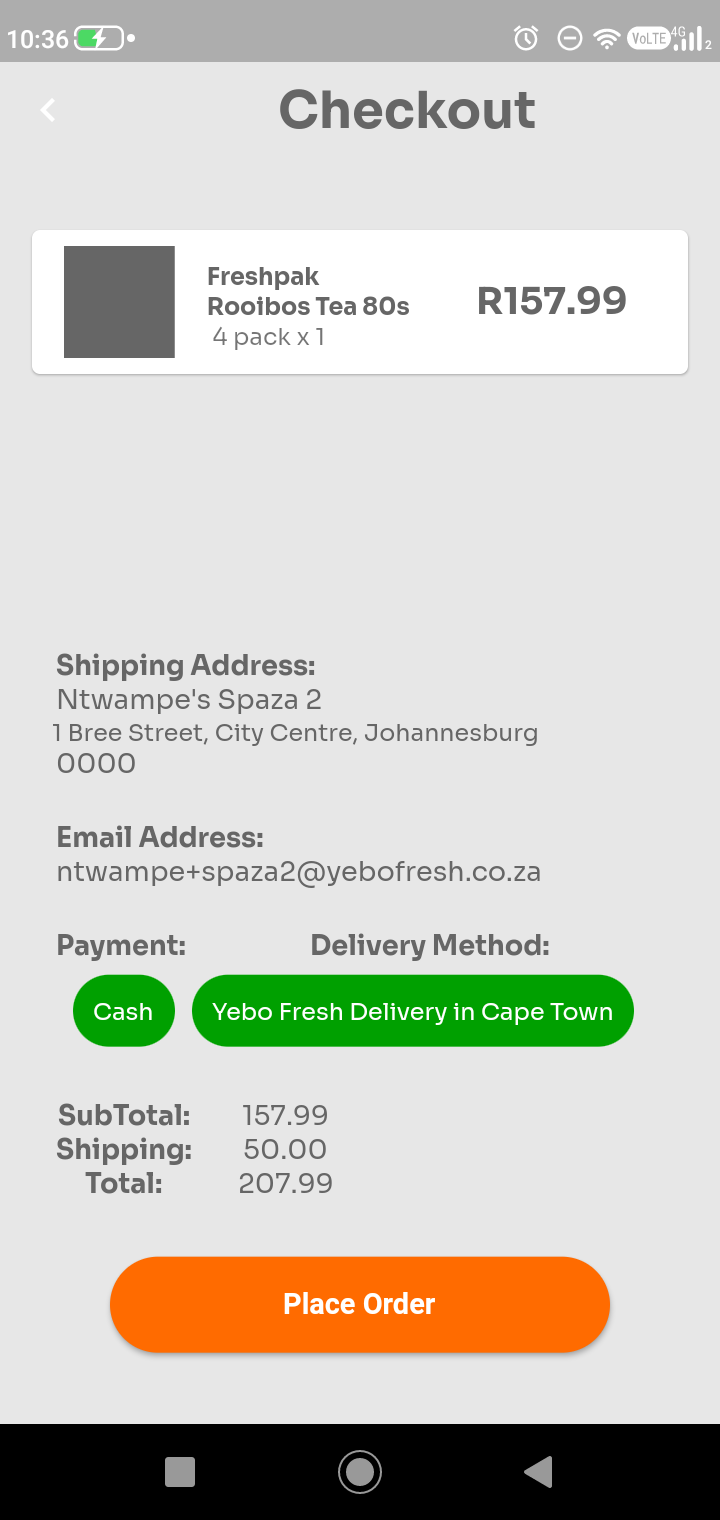 10:36
VoLTE 4G 2
Checkout
Freshpak
Rooibos Tea 80s
R157.99
4 pack x 1
Shipping Address:
Ntwampe's Spaza 2
1 Bree Street, City Centre, Johannesburg
0000
Email Address:
ntwampe+spaza2@yebofresh.co.za
Payment: Delivery Method:
Cash Yebo Fresh Delivery in Cape Town
SubTotal: 157.99
Shipping: 50.00
Total: 207.99
Place Order